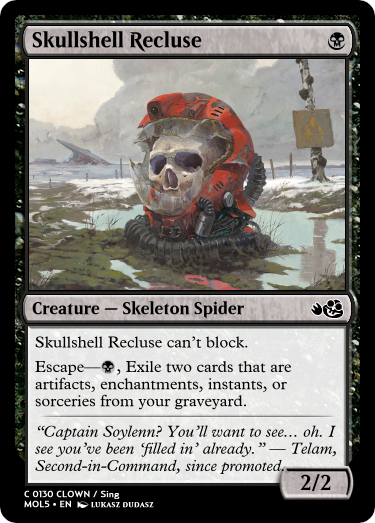 Skullshell Recluse
Creature — Skeleton Spider
Skullshell Recluse can't block.
Escape—, Exile two cards that are
artifacts, enchantments, instants, or
sorceries from your graveyard.
“Captain Soylenn? You'll want to see… oh. I
see you've been ‘filled in’ already.” — Telam,
Second-in-Command, since promoted.
2/2
C 0130 CLOWN / Sing
MOL5 • EN LUKASZ DUDASZ